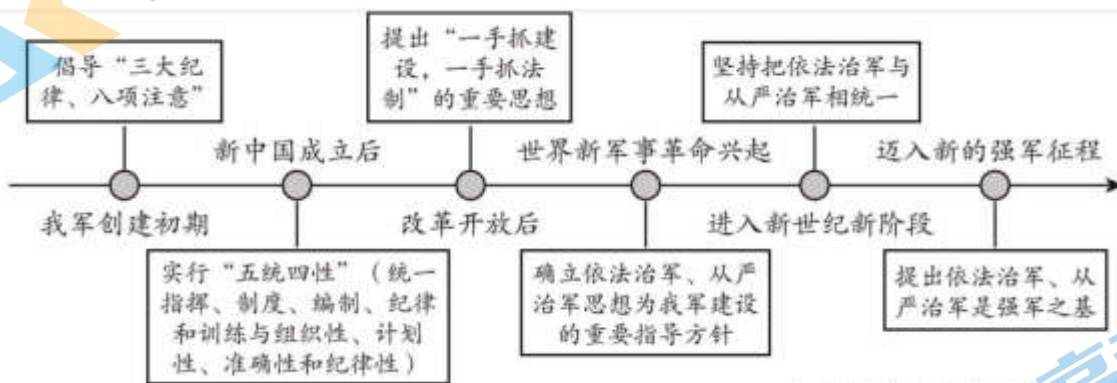 倡导“三大纪
律、八项注意”
提出“一手抓建
设，一手抓法
制”的重要思想
坚持把依法治军与
从严治军相统一
新中国成立后
世界新军事革命兴起
迈入新的强军征程
我军创建初期
改革开放后
进入新世纪新阶段
实行“五统四性”（统一
指挥、制度、编制、纪律
和训练与组织性、计划
性、准确性和纪律性）
确立依法治军、从严
治军思想为我军建设
的重要指导方针
提出依法治军、从
严治军是强军之基